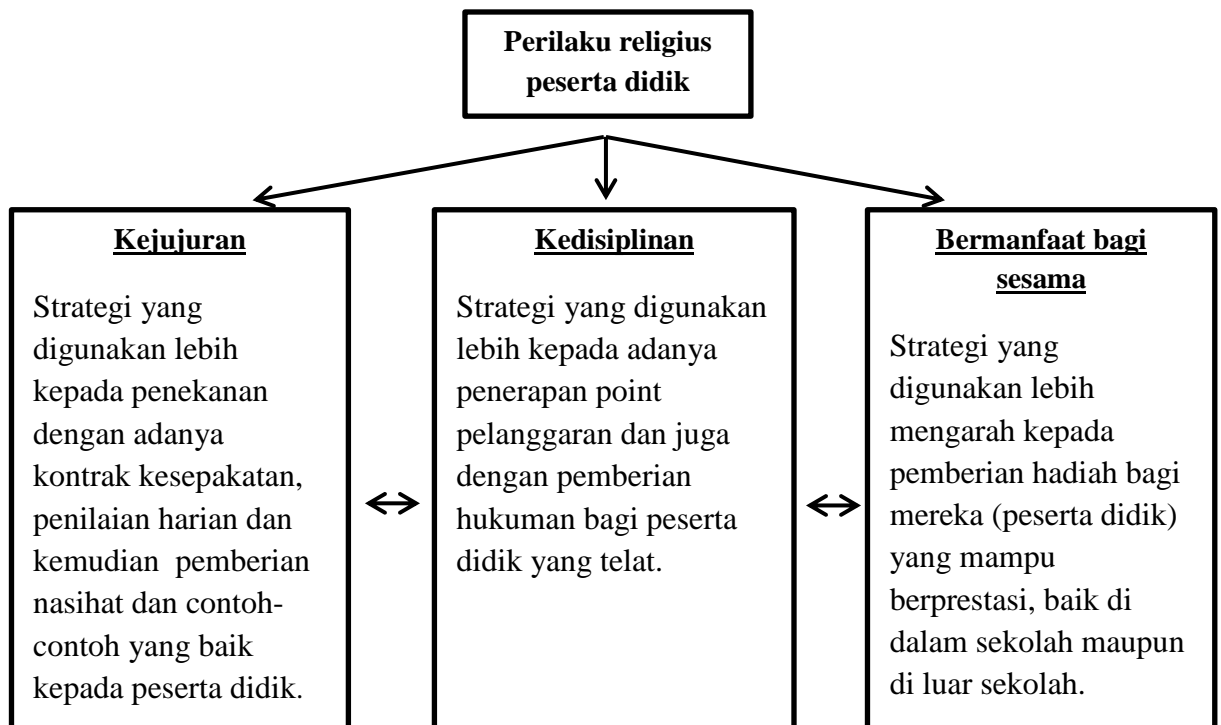 Perilaku religius
peserta didik
Kejujuran
Strategi yang
digunakan lebih
kepada penekanan
dengan adanya
kontrak kesepakatan,
penilaian harian dan
kemudian pemberian
nasihat dan contoh-
contoh yang baik
kepada peserta didik.
Kedisiplinan
Strategi yang digunakan
lebih kepada adanya
penerapan point
pelanggaran dan juga
dengan pemberian
hukuman bagi peserta
didik yang telat.
Bermanfaat bagi
sesama
Strategi yang
digunakan lebih
mengarah kepada
pemberian hadiah bagi
mereka (peserta didik)
yang mampu
berprestasi, baik di
dalam sekolah maupun
di luar sekolah.